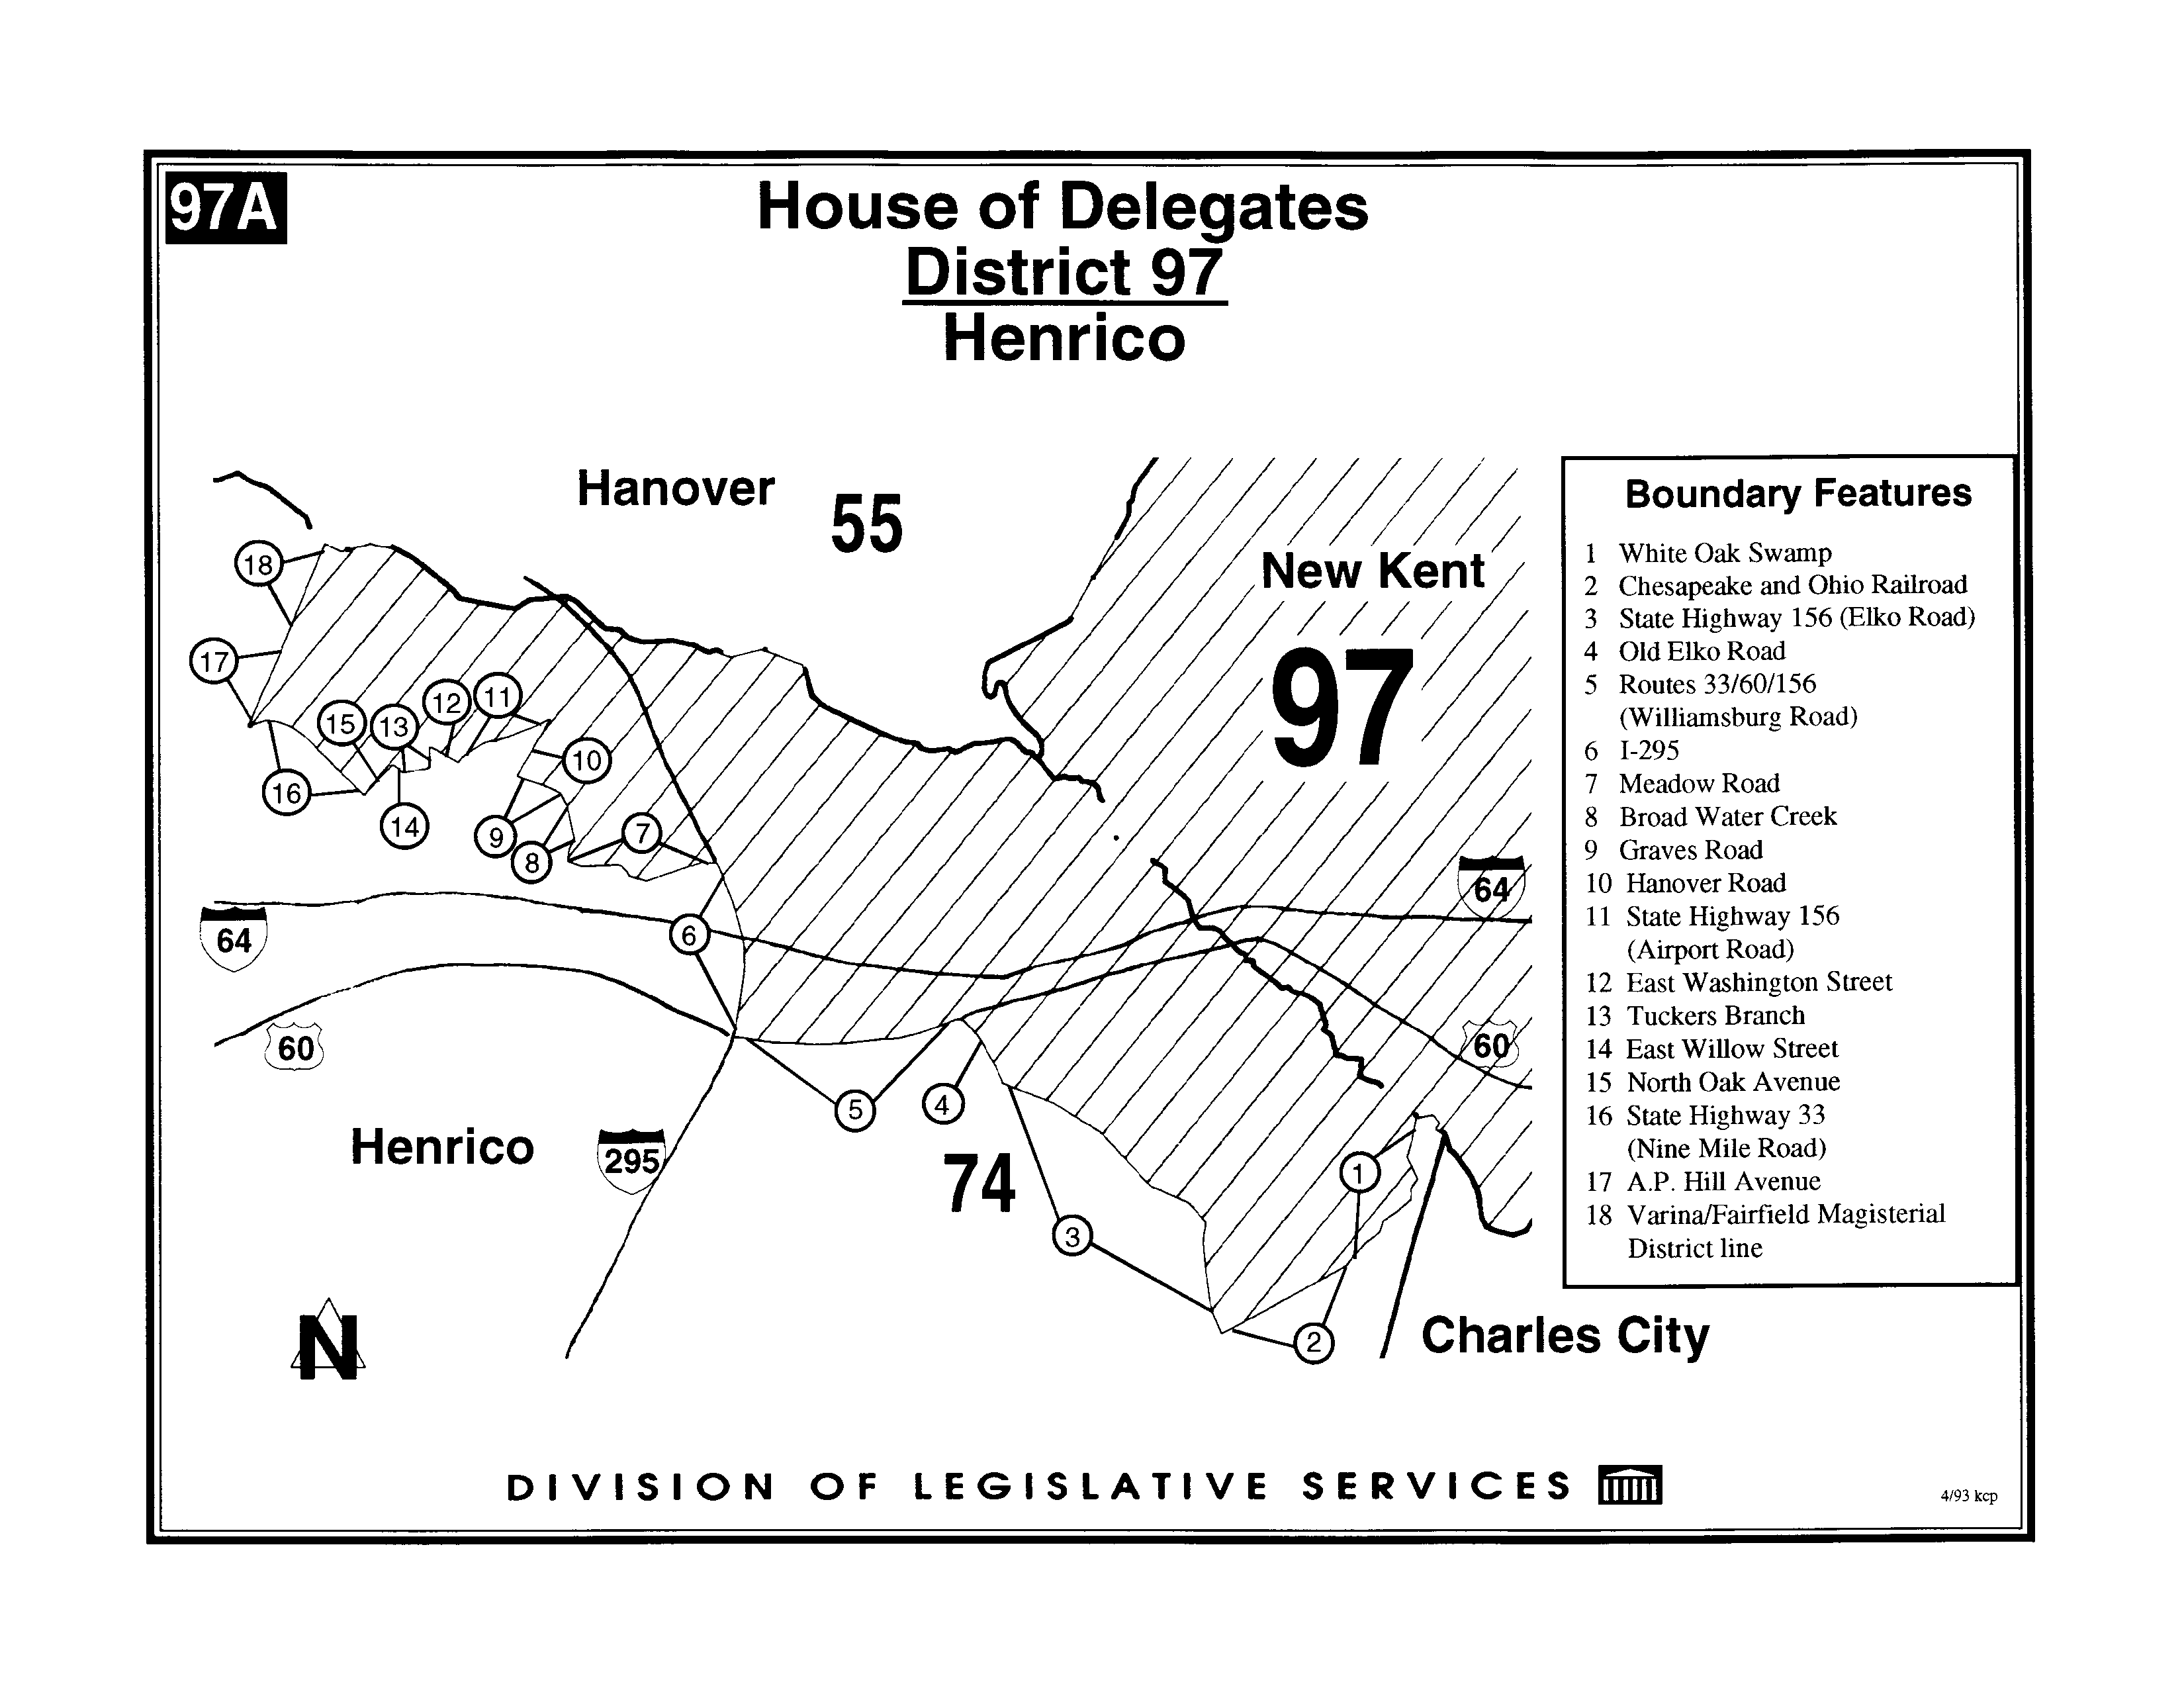 97A
House of Delegates
District 97
Henrico
Hanover
55
New Kent
97
18
17
15
13
12
11
10
16
14
9
8
7
6
64
64
60
60
5
4
Henrico
295
74
3
1
2
N
Charles City
Boundary Features
1 White Oak Swamp
2 Chesapeake and Ohio Railroad
3 State Highway 156 (Elko Road)
4 Old Elko Road
5 Routes 33/60/156
(Williamsburg Road)
6 I-295
7 Meadow Road
8 Broad Water Creek
9 Graves Road
10 Hanover Road
11 State Highway 156
(Airport Road)
12 East Washington Street
13 Tuckers Branch
14 East Willow Street
15 North Oak Avenue
16 State Highway 33
(Nine Mile Road)
17 A.P. Hill Avenue
18 Varina/Fairfield Magisterial
District line
DIVISION OF LEGISLATIVE SERVICES
4/93 kcp